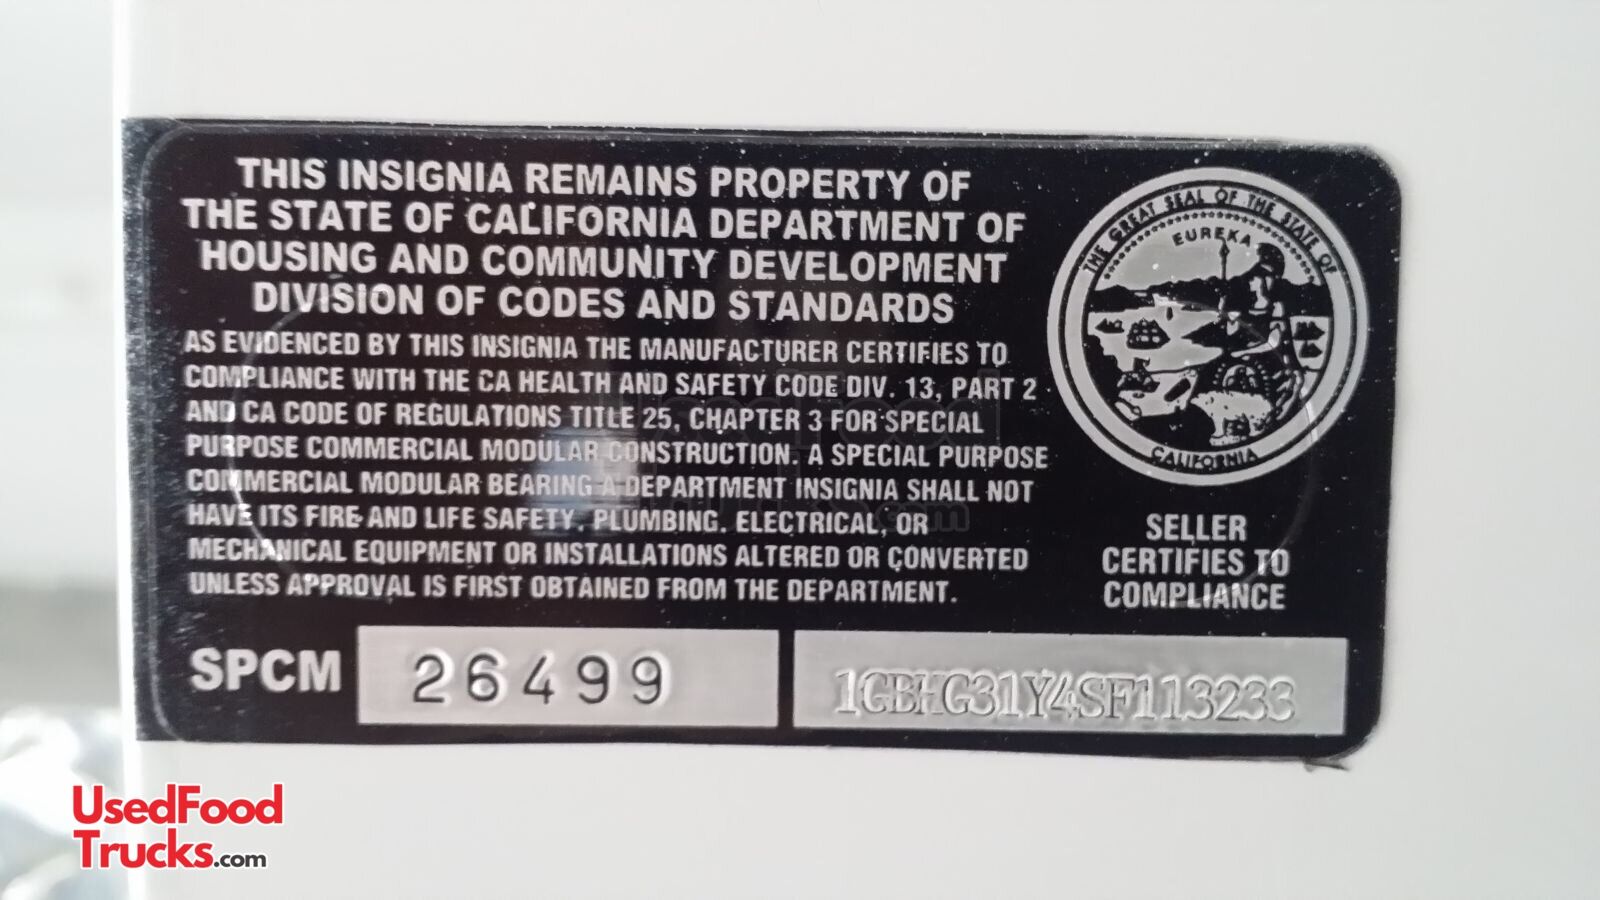 THIS INSIGNIA REMAINS PROPERTY OF
THE STATE OF CALIFORNIA DEPARTMENT OF
HOUSING AND COMMUNITY DEVELOPMENT
DIVISION OF CODES AND STANDARDS
AS EVIDENCED BY THIS INSIGNIA THE MANUFACTURER CERTIFIES TO
COMPLIANCE WITH THE CA HEALTH AND SAFETY CODE DIV. 13, PART 2
AND CA CODE OF REGULATIONS TITLE 25, CHAPTER 3 FOR SPECIAL
PURPOSE COMMERCIAL MODULAR CONSTRUCTION. A SPECIAL PURPOSE
COMMERCIAL MODULAR BEARING A DEPARTMENT INSIGNIA SHALL NOT
HAVE ITS FIRE AND LIFE SAFETY, PLUMBING, ELECTRICAL, OR
MECHANICAL EQUIPMENT OR INSTALLATIONS ALTERED OR CONVERTED
UNLESS APPROVAL IS FIRST OBTAINED FROM THE DEPARTMENT.
THE GREAT SEAL OF THE STATE OF
EUREKA
CALIFORNIA
SELLER
CERTIFIES TO
COMPLIANCE
SPCM 26499 1GBHG31Y4SF113233
UsedFood
Trucks.com